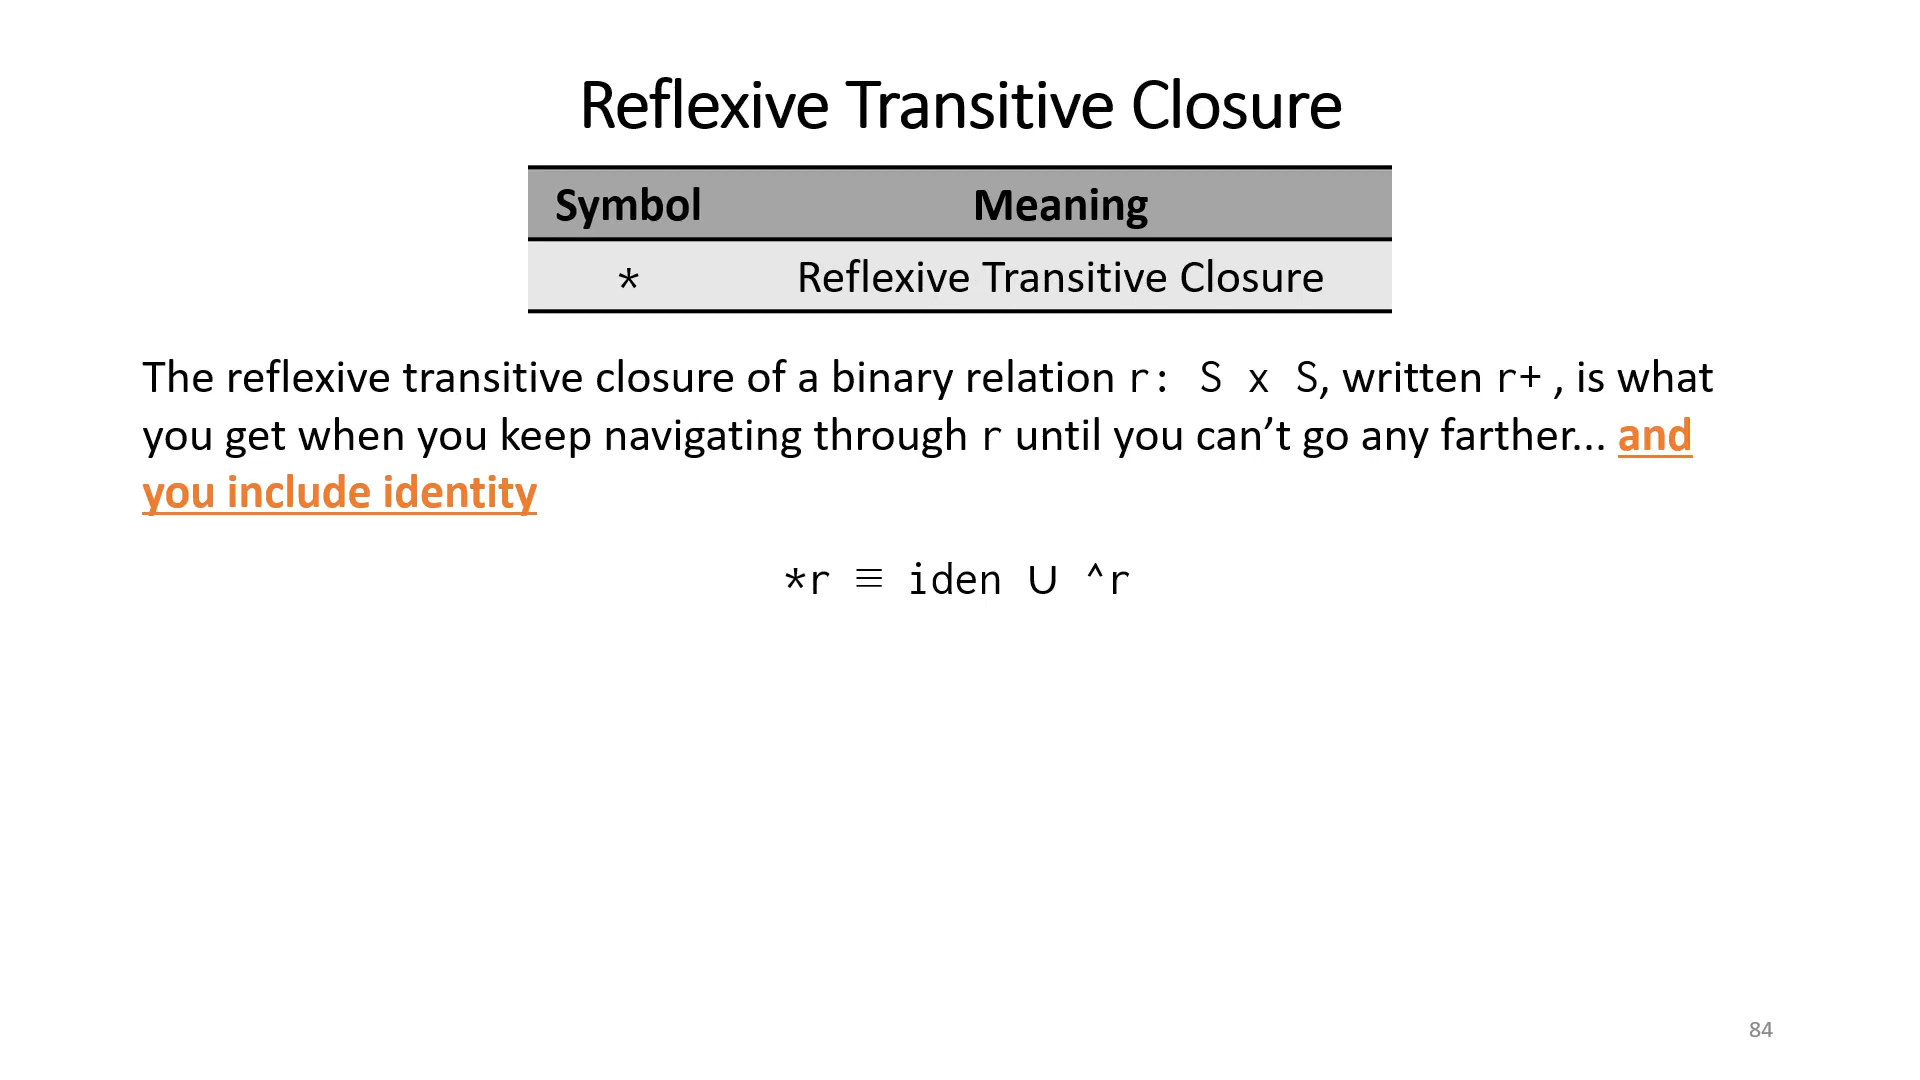 Reflexive Transitive Closure
Symbol Meaning
* Reflexive Transitive Closure
The reflexive transitive closure of a binary relation r: S x S, written r+ , is what
you get when you keep navigating through r until you can’t go any farther... and
you include identity
*r ≡ iden ∪ ^r
84